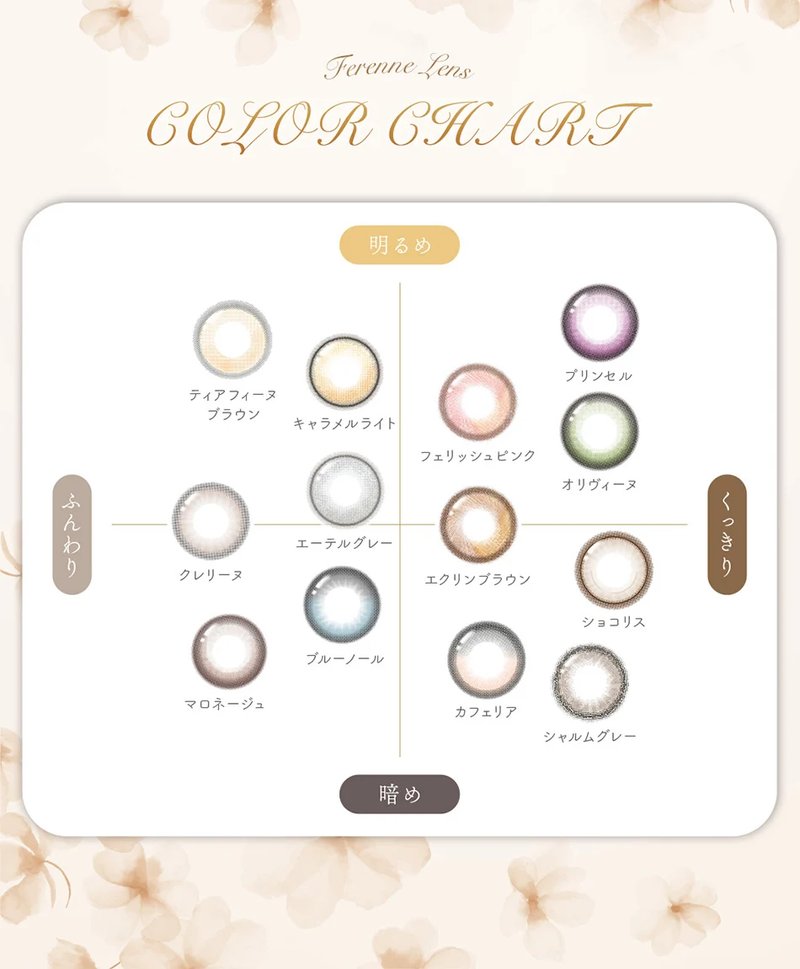 Ferenne Lens
COLOR CHART
明るめ
ティアフィーヌ
ブラウン
キャラメルライト
プリンセル
フェリッシュピンク
オリヴィーヌ
ふんわり
くっきり
クレリーヌ
エーテルグレー
エクリンブラウン
ショコリス
マロネージュ
ブルーノール
カフェリア
シャルムグレー
暗め